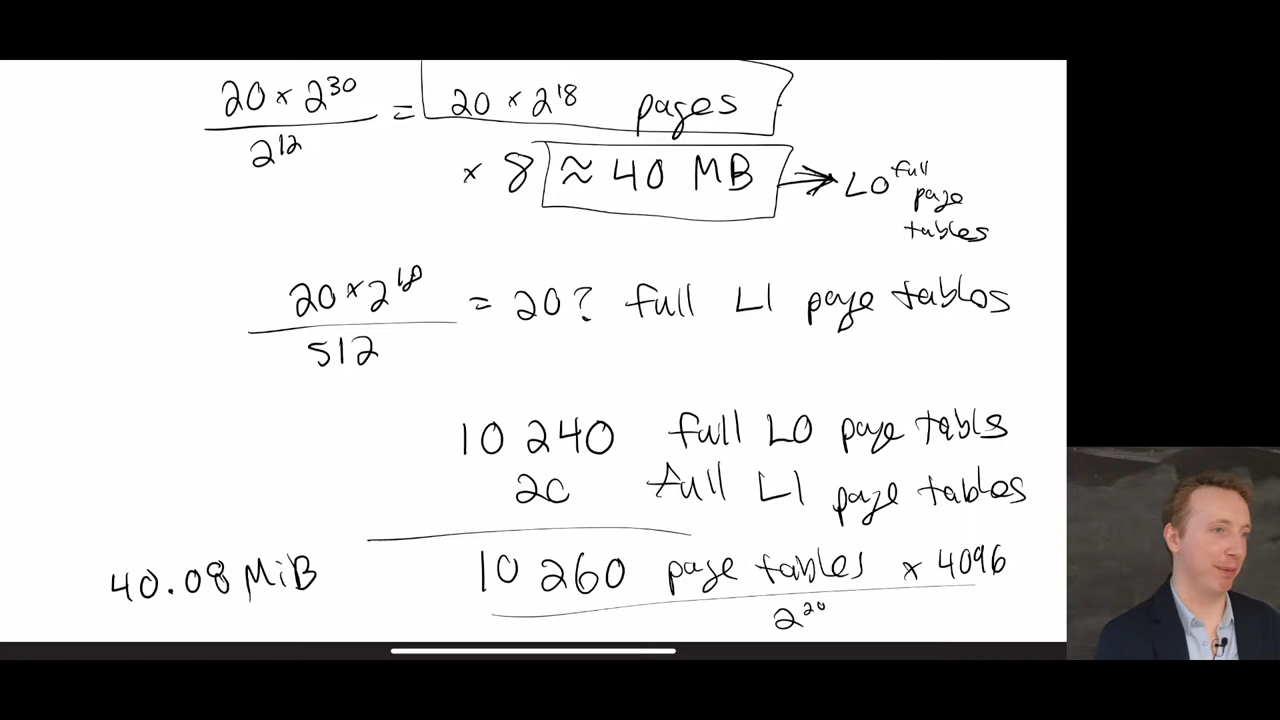 20 × 2^30 / 2^12 = 20 × 2^18 pages
× 8 ≈ 40 MB → L0 full page tables
20 × 2^18 / 512 = 20? full L1 page tables
10 240 full L0 page tables
20 full L1 page tables
10 260 page tables × 4096
2^20
40.08 MiB